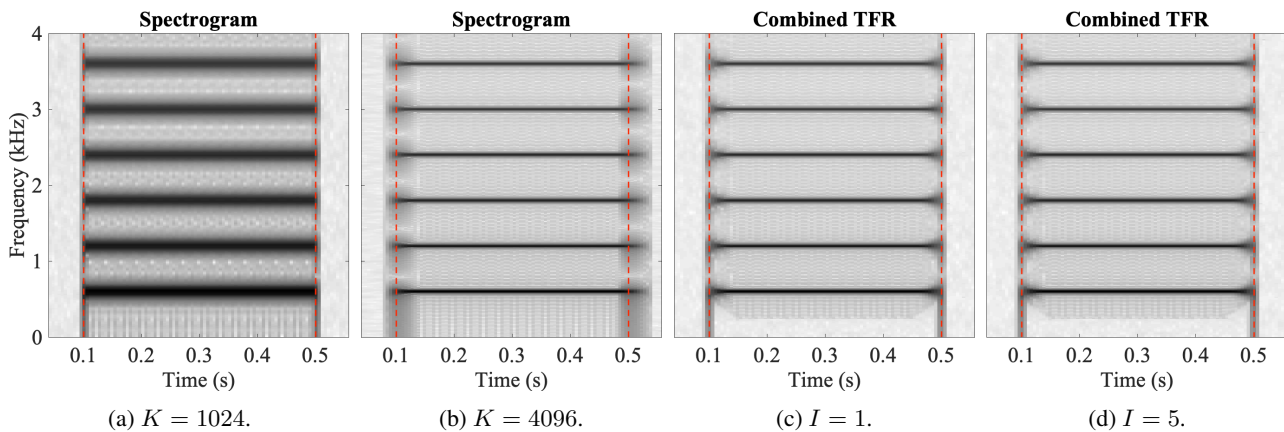 Spectrogram Spectrogram Combined TFR Combined TFR
4
3
2
1
0
Frequency (kHz)
0.1 0.2 0.3 0.4 0.5 0.1 0.2 0.3 0.4 0.5 0.1 0.2 0.3 0.4 0.5 0.1 0.2 0.3 0.4 0.5
Time (s) Time (s) Time (s) Time (s)
(a) K = 1024. (b) K = 4096. (c) I = 1. (d) I = 5.